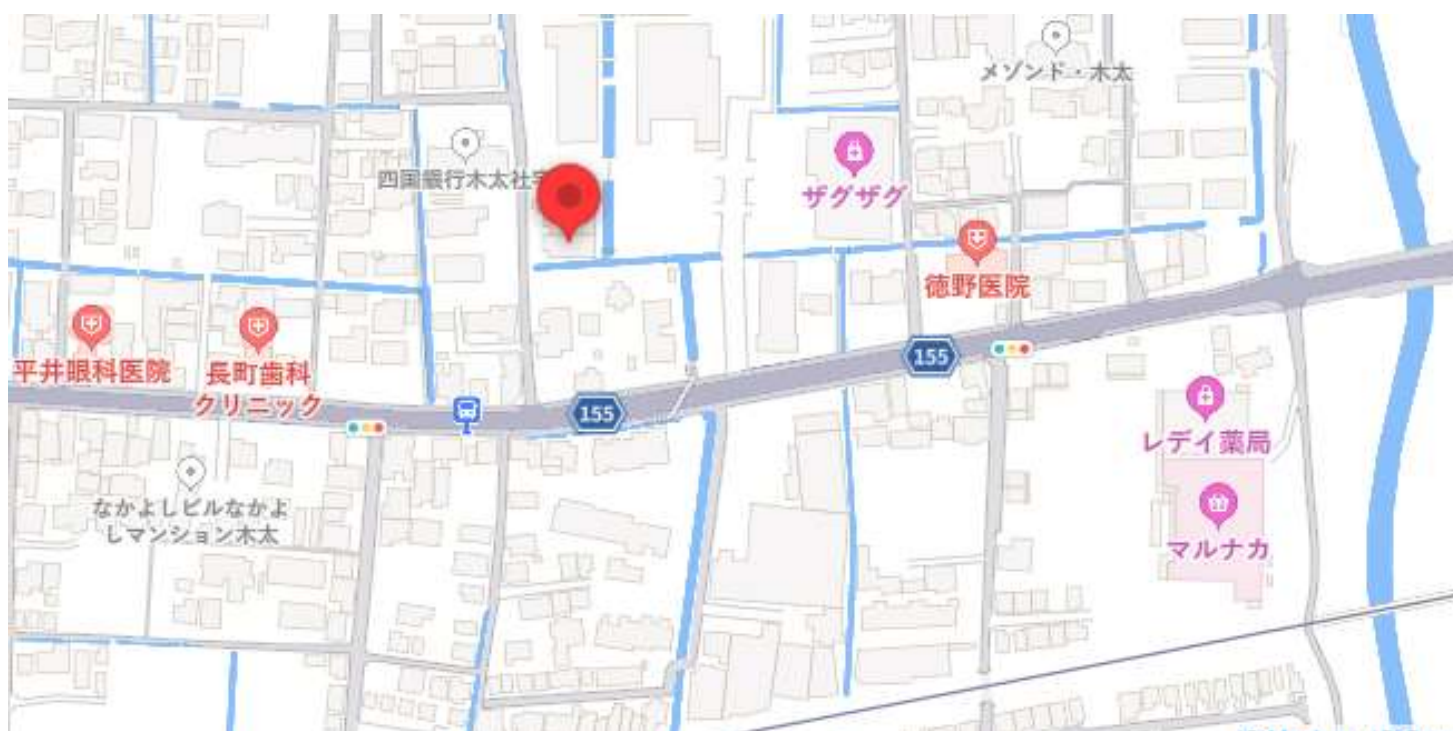 メゾンド・木太
四国銀行木太社宅
ザグザグ
徳野医院
155
平井眼科医院
長町歯科
クリニック
155
レデイ薬局
なかよしビルなかよ
しマンション木太
マルナカ